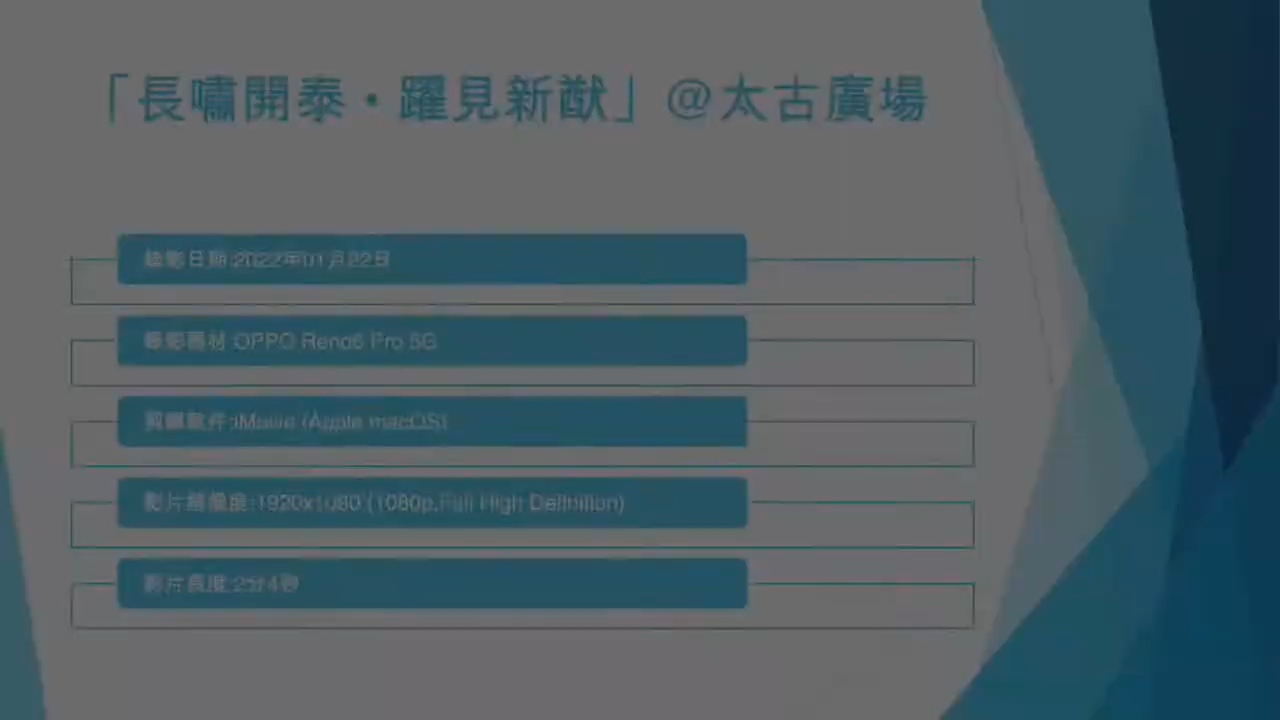 「長嘯開泰・躍見新猷」@太古廣場
錄影日期:2022年01月22日
錄影器材:OPPO Reno6 Pro 5G
剪輯軟件:iMovie (Apple macOS)
影片解像度:1920x1080 (1080p,Full High Definition)
影片長度:2分14秒